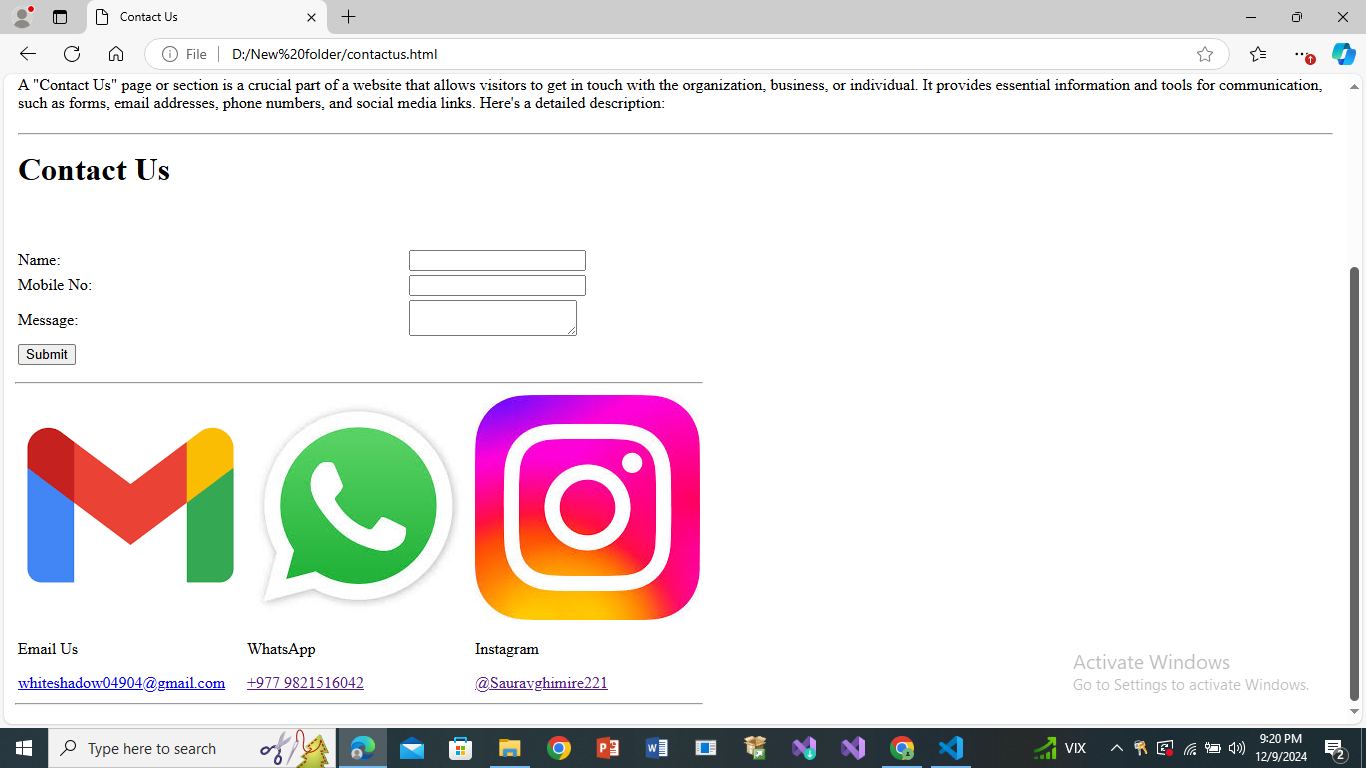 Contact Us
File
D:/New%20folder/contactus.html
A "Contact Us" page or section is a crucial part of a website that allows visitors to get in touch with the organization, business, or individual. It provides essential information and tools for communication,
such as forms, email addresses, phone numbers, and social media links. Here's a detailed description:
Contact Us
Name:
Mobile No:
Message:
Submit
Email Us WhatsApp Instagram
whiteshadow04904@gmail.com +977 9821516042 @Sauravghimire221
Activate Windows
Go to Settings to activate Windows.
Type here to search
VIX
9:20 PM
12/9/2024
2